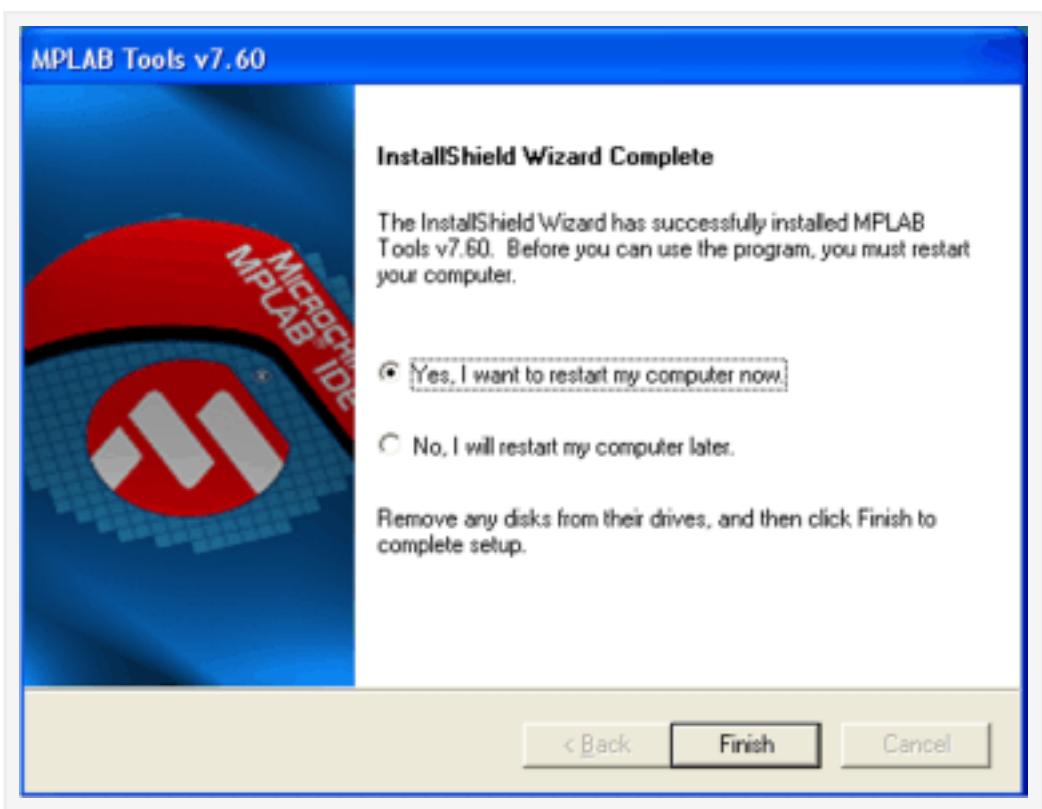 MPLAB Tools v7.60
MICROCHIP
MPLAB® IDE
InstallShield Wizard Complete
The InstallShield Wizard has successfully installed MPLAB
Tools v7.60. Before you can use the program, you must restart
your computer.
Yes, I want to restart my computer now.
No, I will restart my computer later.
Remove any disks from their drives, and then click Finish to
complete setup.
< Back
Finish
Cancel